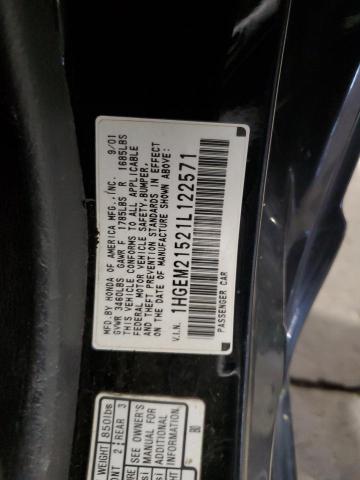 MFD. BY HONDA OF AMERICA MFG.,INC. 9/01
GVWR 3460LBS GAWR F 1785LBS R 1685LBS
THIS VEHICLE CONFORMS TO ALL APPLICABLE
FEDERAL MOTOR VEHICLE SAFETY,BUMPER,
AND THEFT PREVENTION STANDARDS IN EFFECT
ON THE DATE OF MANUFACTURE SHOWN ABOVE.
V.I.N. 1HGEM21521L122571
PASSENGER CAR
WEIGHT 850lbs
2 REAR 3
SEE OWNER'S
MANUAL FOR
ADDITIONAL
INFORMATION.